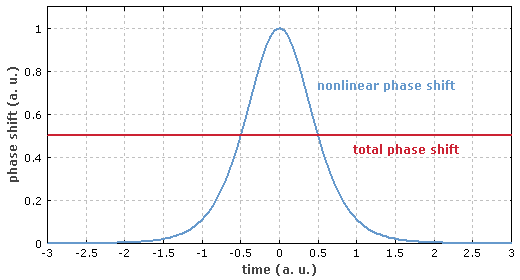 1
0.8
0.6
0.4
0.2
0
phase shift (a. u.)
nonlinear phase shift
total phase shift
-3 -2.5 -2 -1.5 -1 -0.5 0 0.5 1 1.5 2 2.5 3
time (a. u.)